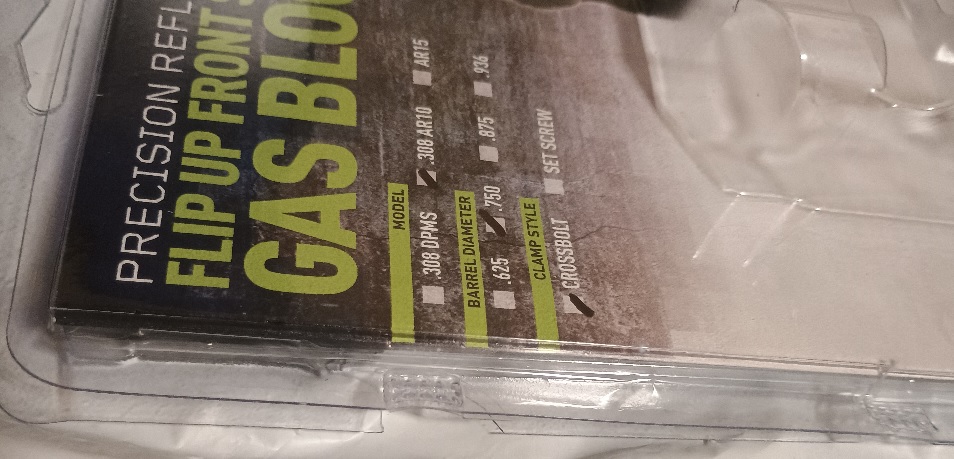 PRECISION REFL
FLIP UP FRONT S
GAS BLOC
MODEL
.308 DPMS .308 AR10 AR15
BARREL DIAMETER
.625 .750 .875 .936
CLAMP STYLE
CROSSBOLT SET SCREW